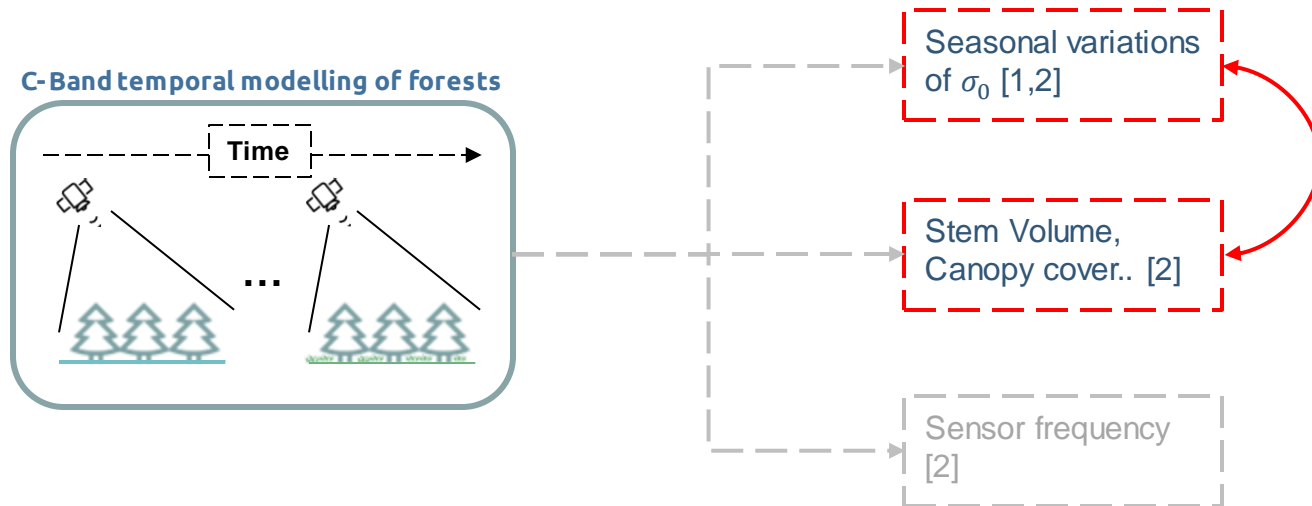 C-Band temporal modelling of forests
Time
...
Seasonal variations
of σ₀ [1,2]
Stem Volume,
Canopy cover.. [2]
Sensor frequency
[2]